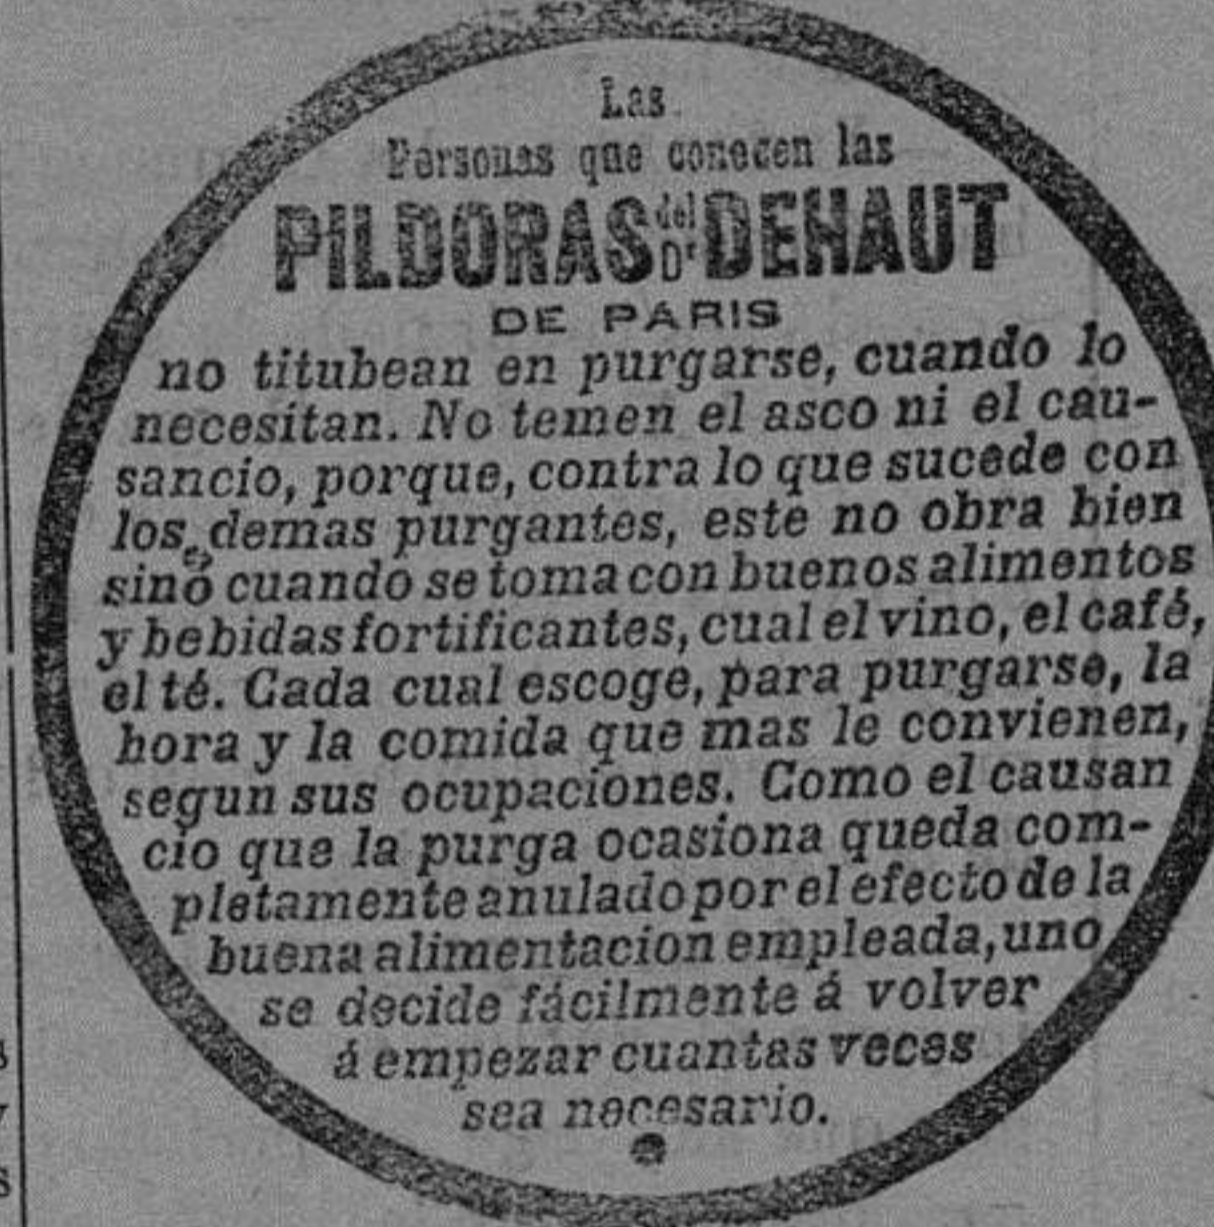 Las
Personas que conocen las
PILDORAS del Dr DEHAUT
DE PARIS
no titubean en purgarse, cuando lo
necesitan. No temen el asco ni el cau-
sancio, porque, contra lo que sucede con
los demas purgantes, este no obra bien
sinó cuando se toma con buenos alimentos
y bebidas fortificantes, cual el vino, el café,
el té. Cada cual escoge, para purgarse, la
hora y la comida que mas le convienen,
segun sus ocupaciones. Como el causan
cio que la purga ocasiona queda com-
pletamente anulado por el efecto de la
buena alimentacion empleada, uno
se decide fácilmente á volver
á empezar cuantas veces
sea necesario.
s
y
s